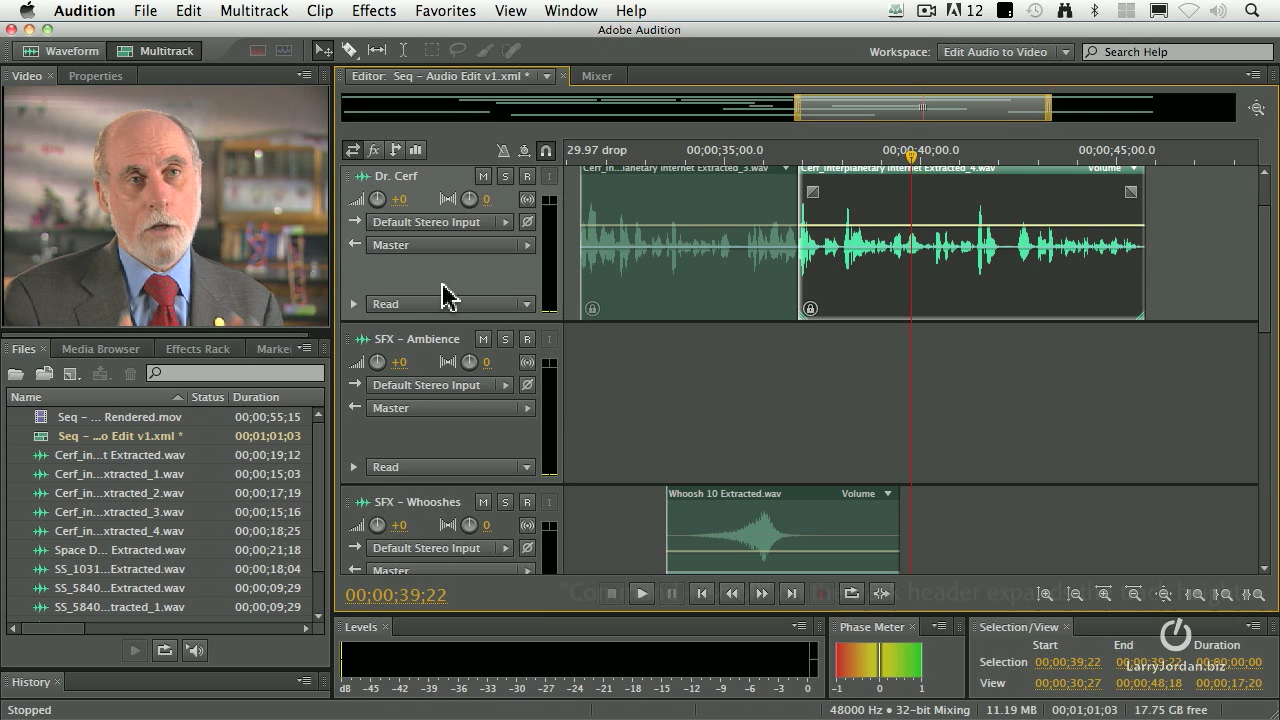 Audition File Edit Multitrack Clip Effects Favorites View Window Help 12
Adobe Audition
Waveform Multitrack Workspace: Edit Audio to Video Search Help
Video Properties Editor: Seq – Audio Edit v1.xml * Mixer
29.97 drop 00;00;35;00.0 00;00;40;00.0 00;00;45;00.0
Dr. Cerf M S R I Cerf_in...lanetary Internet Extracted_3.wav Cerf_Interplanetary Internet Extracted_4.wav Volume
+0 0
Default Stereo Input
Master
Read
Files Media Browser Effects Rack Marke SFX – Ambience M S R I
+0 0
Default Stereo Input
Name Status Duration
Master
Seq – ... Rendered.mov 00;00;55;15
Seq – ...o Edit v1.xml * 00;01;01;03
Cerf_in...t Extracted.wav 00;00;19;12
Cerf_in...xtracted_1.wav 00;00;15;03
Read
Cerf_in...xtracted_2.wav 00;00;17;19
SFX – Whooshes M S R I Whoosh 10 Extracted.wav Volume
Cerf_in...xtracted_3.wav 00;00;15;16
+0 0
Cerf_in...xtracted_4.wav 00;00;18;25
Space D... Extracted.wav 00;00;21;18
Default Stereo Input
SS_1031...Extracted.wav 00;00;18;04
Master
SS_5840...Extracted.wav 00;00;09;29
00;00;39;22
SS_5840...tracted_1.wav 00;00;09;29
Levels Phase Meter Selection/View
Start End Duration
LarryJordan.biz
Selection 00;00;39;22 00;00;39;22 00;00;00;00
View 00;00;30;27 00;00;48;18 00;00;17;20
History
dB -45 -42 -39 -36 -33 -30 -27 -24 -21 -18 -15 -12 -9 -6 -3 0 -1 0 1
Stopped 48000 Hz • 32-bit Mixing 11.19 MB 00;01;01;03 17.75 GB free